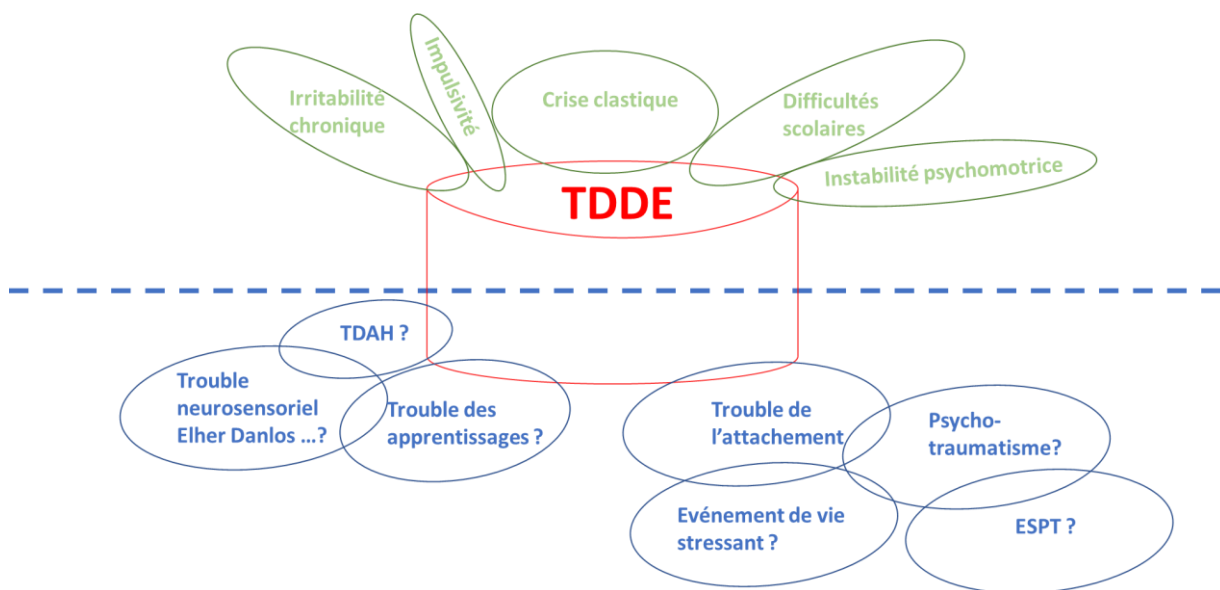 Irritabilité
chronique
Impulsivité
Crise clastique
Difficultés
scolaires
Instabilité psychomotrice
TDDE
TDAH ?
Trouble
neurosensoriel
Elher Danlos ...?
Trouble des
apprentissages ?
Trouble de
l'attachement
Psycho-
traumatisme?
Evénement de vie
stressant ?
ESPT ?